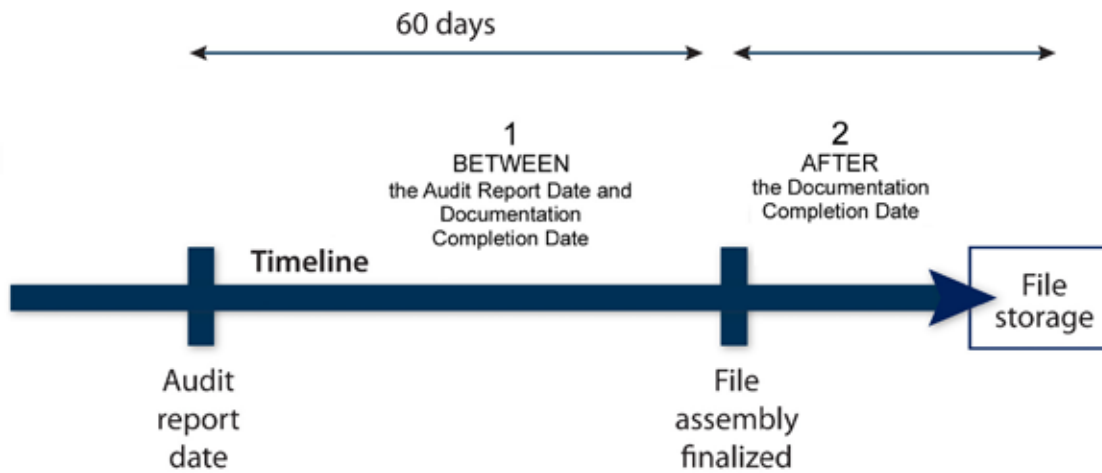 60 days
1
BETWEEN
the Audit Report Date and
Documentation
Completion Date
2
AFTER
the Documentation
Completion Date
Timeline
File
storage
Audit
report
date
File
assembly
finalized